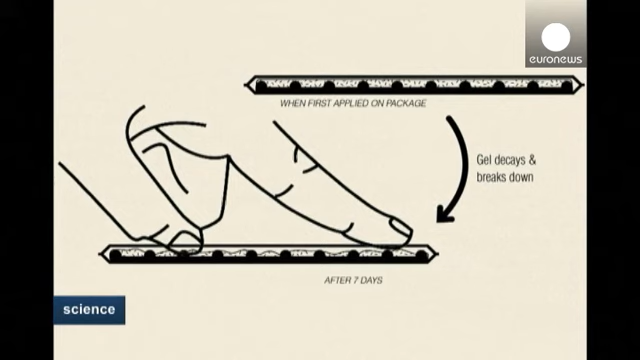 euronews
WHEN FIRST APPLIED ON PACKAGE
Gel decays &
breaks down
AFTER 7 DAYS
science